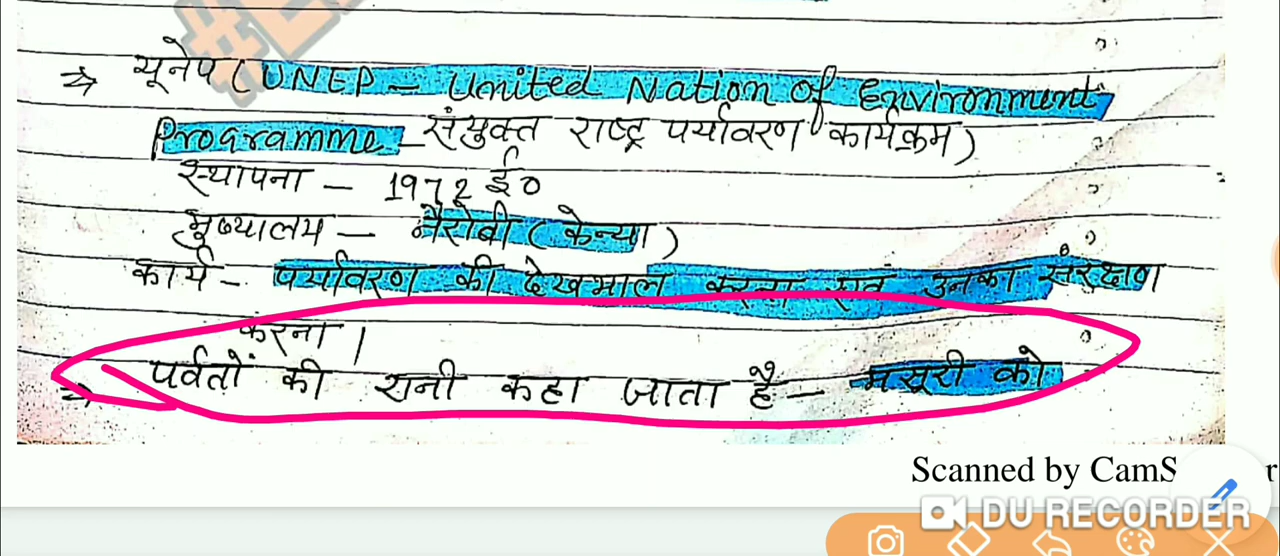 ⇒ यूनेप (UNEP – United Nation of Environment
Programme – संयुक्त राष्ट्र पर्यावरण कार्यक्रम)
स्थापना – 1972 ई०
मुख्यालय – नैरोबी (केन्या)
कार्य – पर्यावरण की देखभाल करना एवं उनका संरक्षण
करना।
⇒ पर्वतों की रानी कहा जाता है – मसूरी को
Scanned by CamS
DU RECORDER